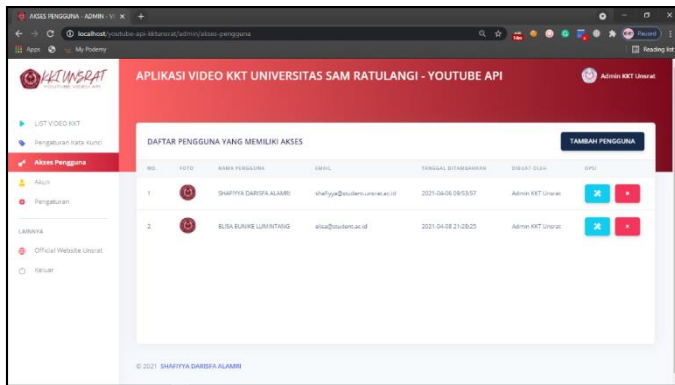 AKSES PENGGUNA - ADMIN - VI
localhost/youtube-api-kktunsrat/admin/akses-pengguna
Paused
Apps
My Podemy
Reading list
KKT UNSRAT
YOUTUBE VIDEO API
APLIKASI VIDEO KKT UNIVERSITAS SAM RATULANGI - YOUTUBE API
Admin KKT Unsrat
LIST VIDEO KKT
Pengaturan Kata Kunci
Akses Pengguna
Akun
Pengaturan
LAINNYA
Official Website Unsrat
Keluar
DAFTAR PENGGUNA YANG MEMILIKI AKSES
TAMBAH PENGGUNA
NO. FOTO NAMA PENGGUNA EMAIL TANGGAL DITAMBAHKAN DIBUAT OLEH OPSI
1 SHAFIYYA DARISFA ALAMRI shafiyya@student.unsrat.ac.id 2021-04-06 09:53:57 Admin KKT Unsrat
2 ELISA EUNIKE LUMINTANG elisa@student.ac.id 2021-04-08 21:28:25 Admin KKT Unsrat
© 2021 SHAFIYYA DARISFA ALAMRI